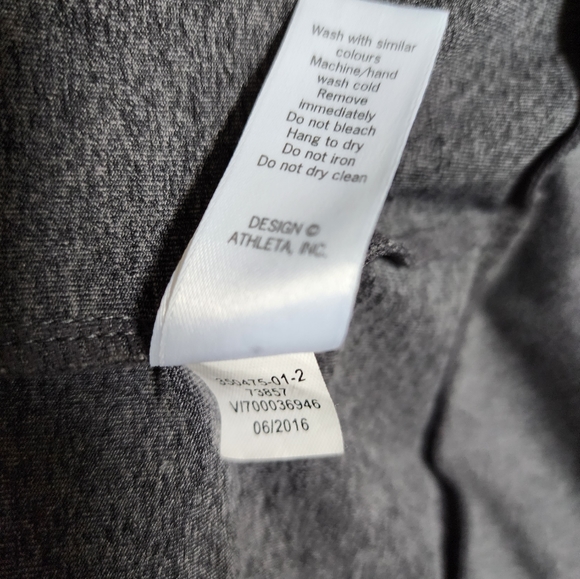 Wash with similar
colours
Machine/hand
wash cold
Remove
immediately
Do not bleach
Hang to dry
Do not iron
Do not dry clean
DESIGN ©
ATHLETA, INC.
350475-01-2
73857
VI700036946
06/2016